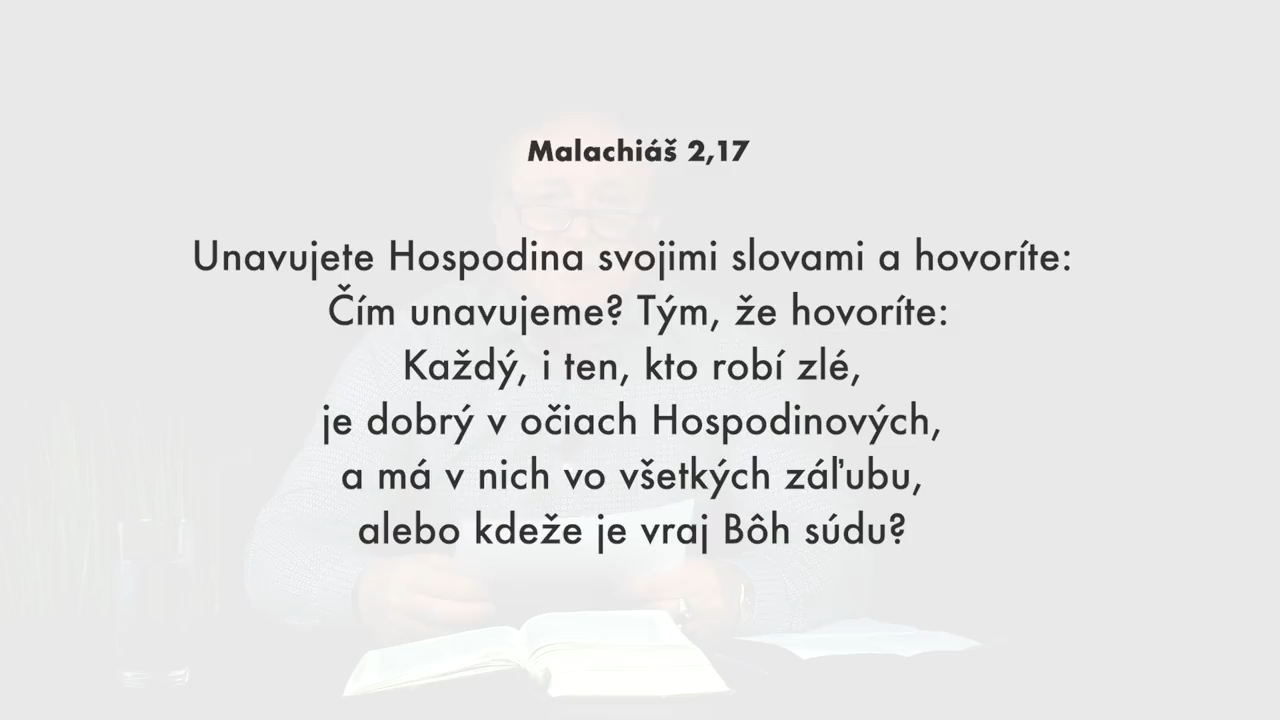 Malachiáš 2,17
Unavujete Hospodina svojimi slovami a hovoríte:
Čím unavujeme? Tým, že hovoríte:
Každý, i ten, kto robí zlé,
je dobrý v očiach Hospodinových,
a má v nich vo všetkých záľubu,
alebo kdeže je vraj Bôh súdu?